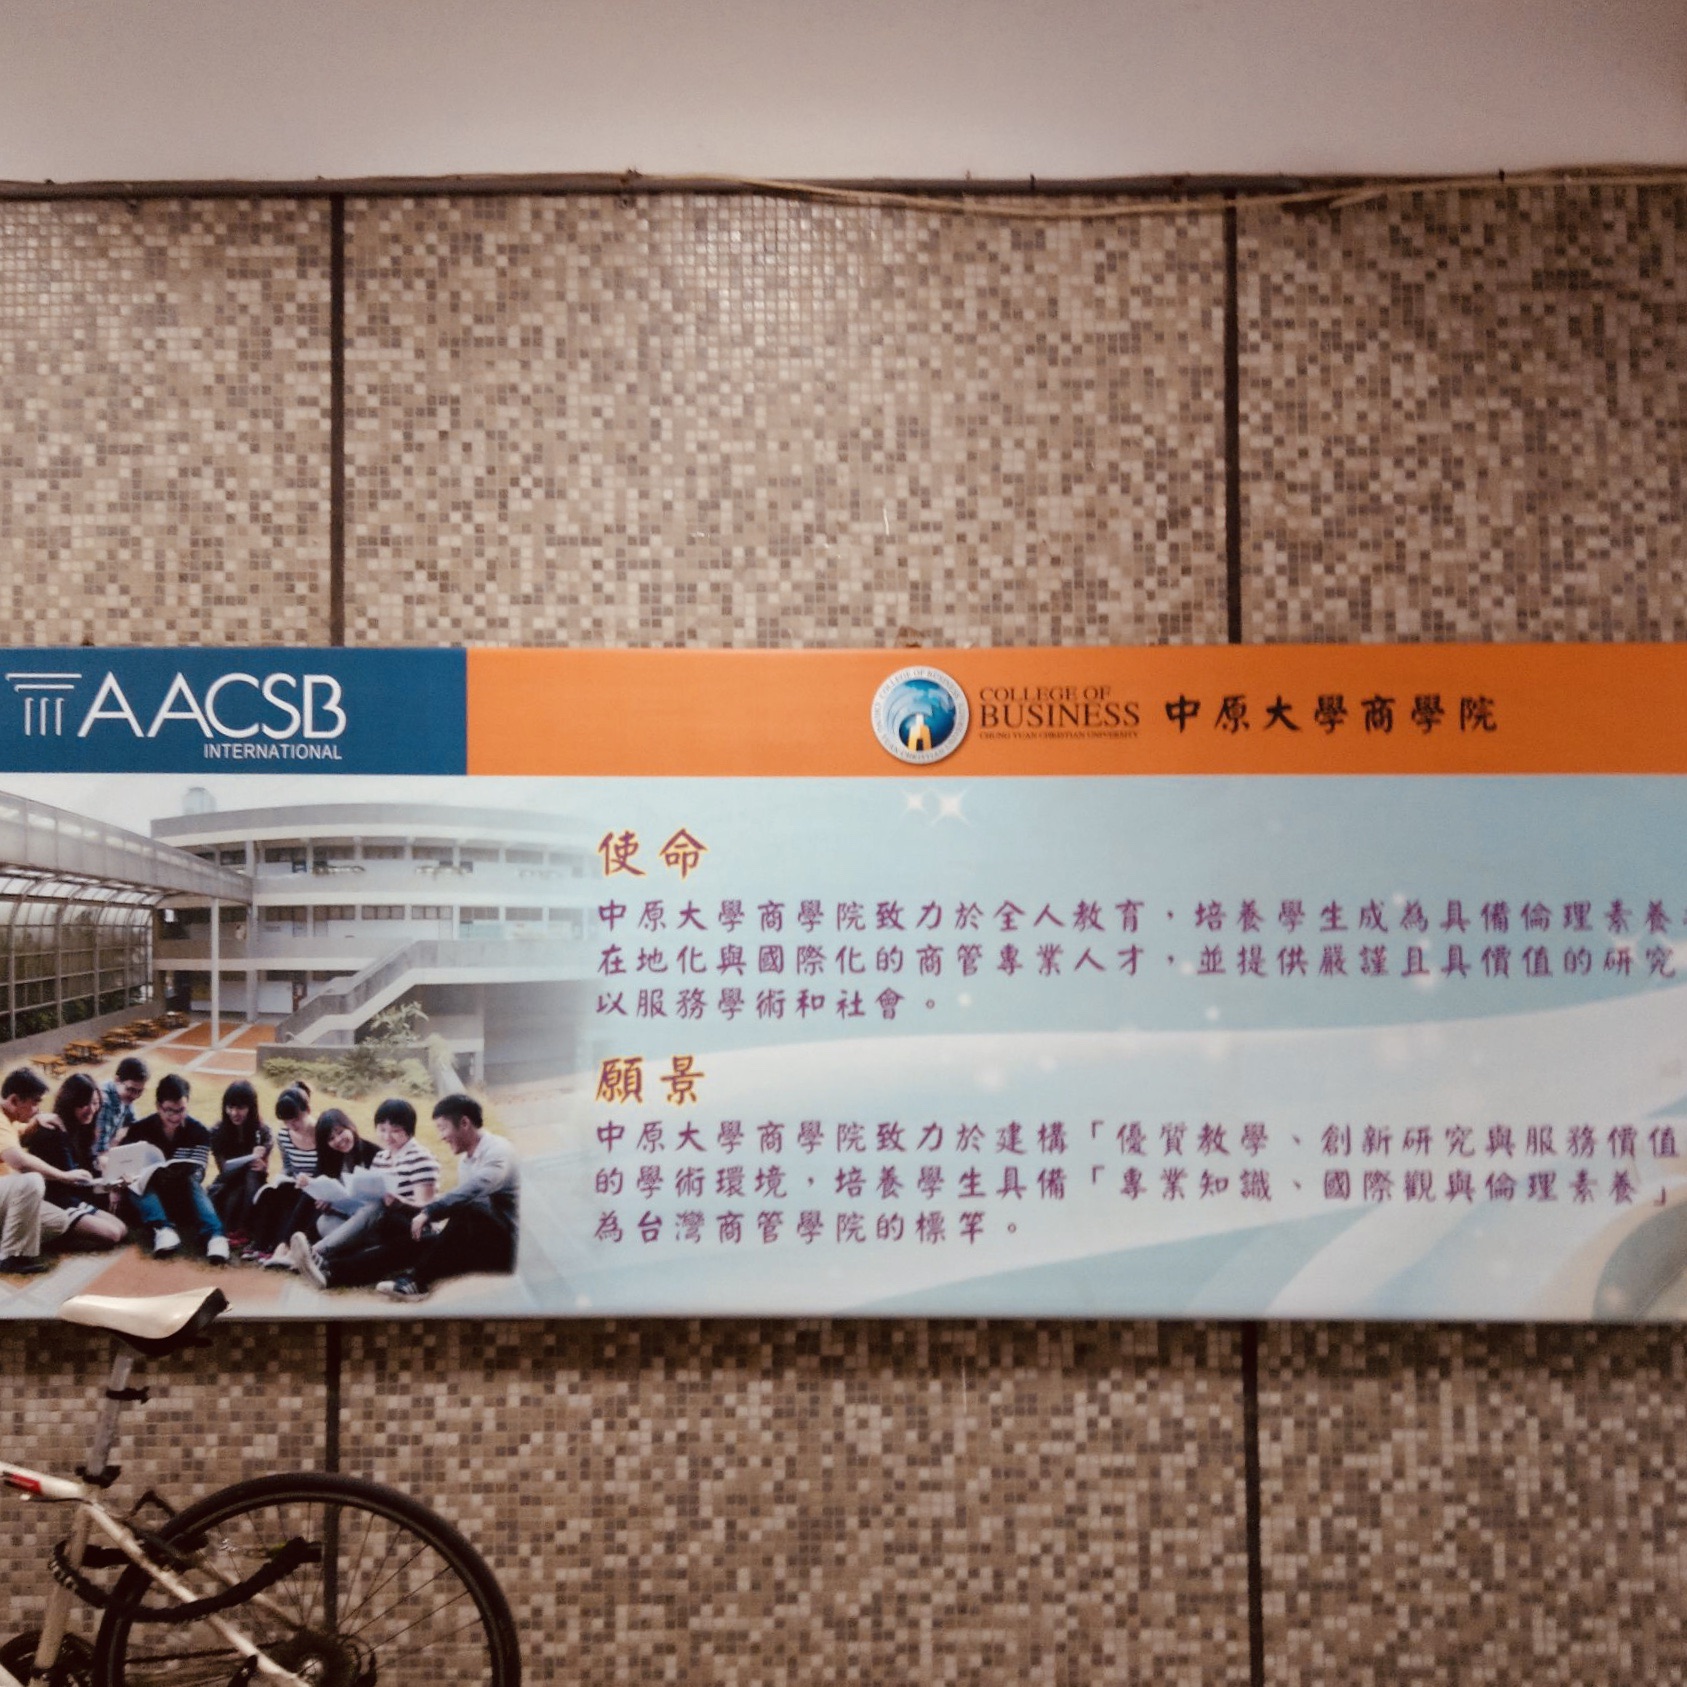 AACSB
INTERNATIONAL
COLLEGE OF
BUSINESS
CHUNG YUAN CHRISTIAN UNIVERSITY
中原大學商學院
使命
中原大學商學院致力於全人教育，培養學生成為具備倫理素養
在地化與國際化的商管專業人才，並提供嚴謹且具價值的研究
以服務學術和社會。
願景
中原大學商學院致力於建構「優質教學、創新研究與服務價值
的學術環境，培養學生具備「專業知識、國際觀與倫理素養」
為台灣商管學院的標竿。